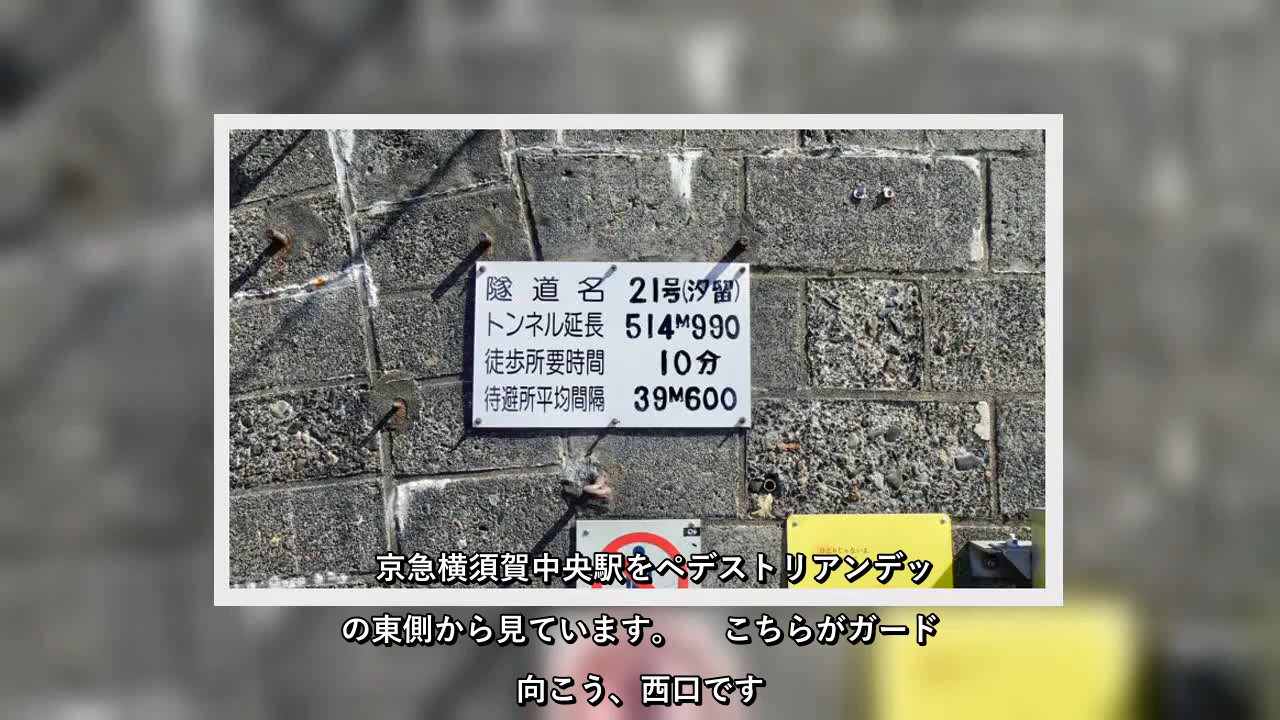 隧道名 21号(汐留)
トンネル延長 514M990
徒歩所要時間 10分
待避所平均間隔 39M600
京急横須賀中央駅をペデストリアンデッ
の東側から見ています。 こちらがガード
向こう、西口です